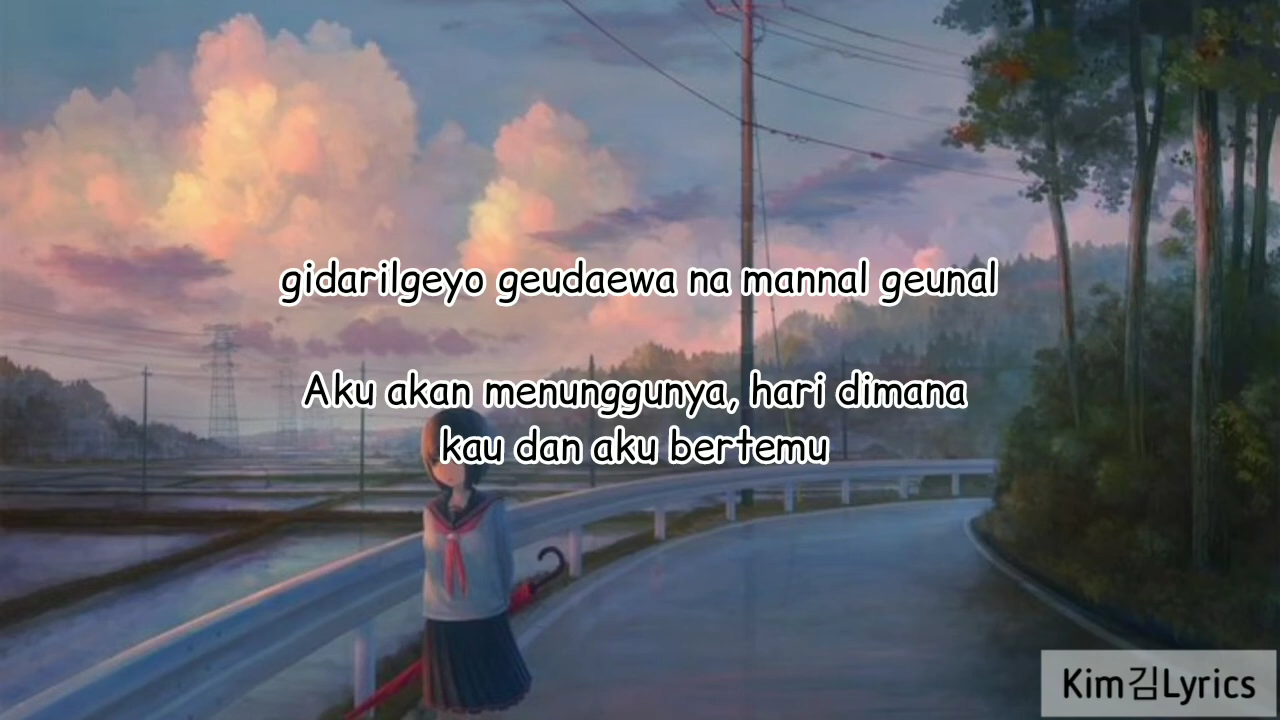 gidarilgeyo geudaewa na mannal geunal
Aku akan menunggunya, hari dimana
kau dan aku bertemu
Kim김Lyrics